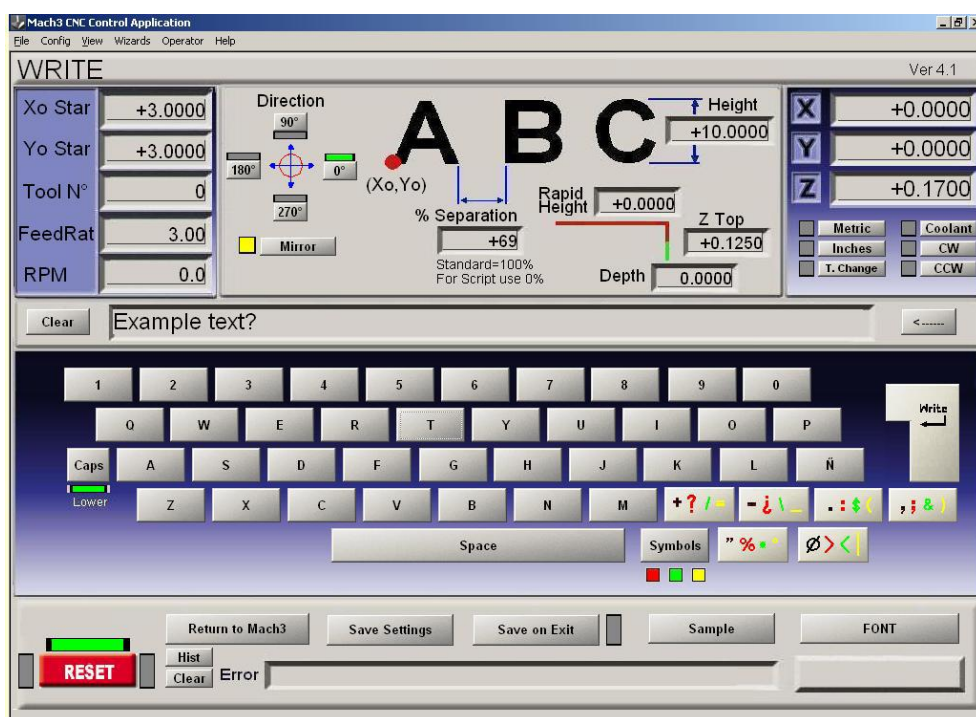 Mach3 CNC Control Application
File Config View Wizards Operator Help
WRITE
Ver 4.1
Xo Star +3.0000
Yo Star +3.0000
Tool N° 0
FeedRat 3.00
RPM 0.0
Direction
90°
180°
0°
270°
Mirror
A B C
(Xo,Yo)
Height
+10.0000
% Separation
+69
Standard=100%
For Script use 0%
Rapid
Height
+0.0000
Z Top
+0.1250
Depth 0.0000
X +0.0000
Y +0.0000
Z +0.1700
Metric Coolant
Inches CW
T. Change CCW
Clear Example text? <------
1 2 3 4 5 6 7 8 9 0
Q W E R T Y U I O P
Write
Caps A S D F G H J K L Ñ
Lower
Z X C V B N M + ? / = - ¿ \ _ . : $ ( , ; & )
Space Symbols " % • ° Ø > < |
Return to Mach3 Save Settings Save on Exit Sample FONT
RESET
Hist
Clear
Error